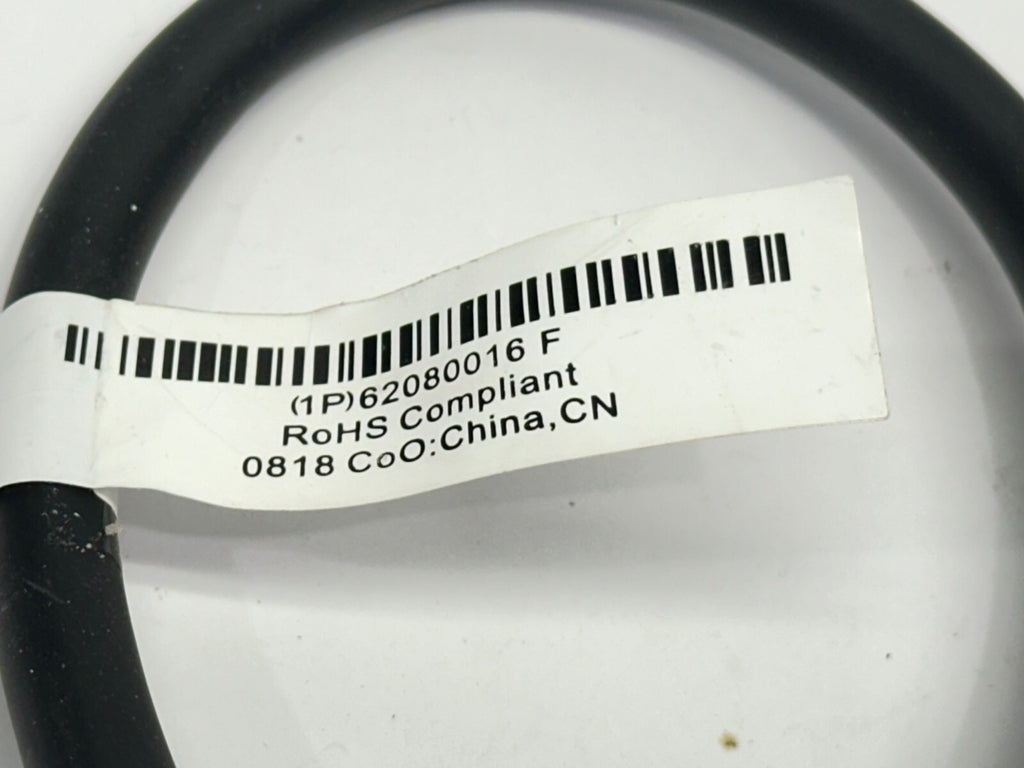 (1P)62080016 F
RoHS Compliant
0818 CoO:China,CN